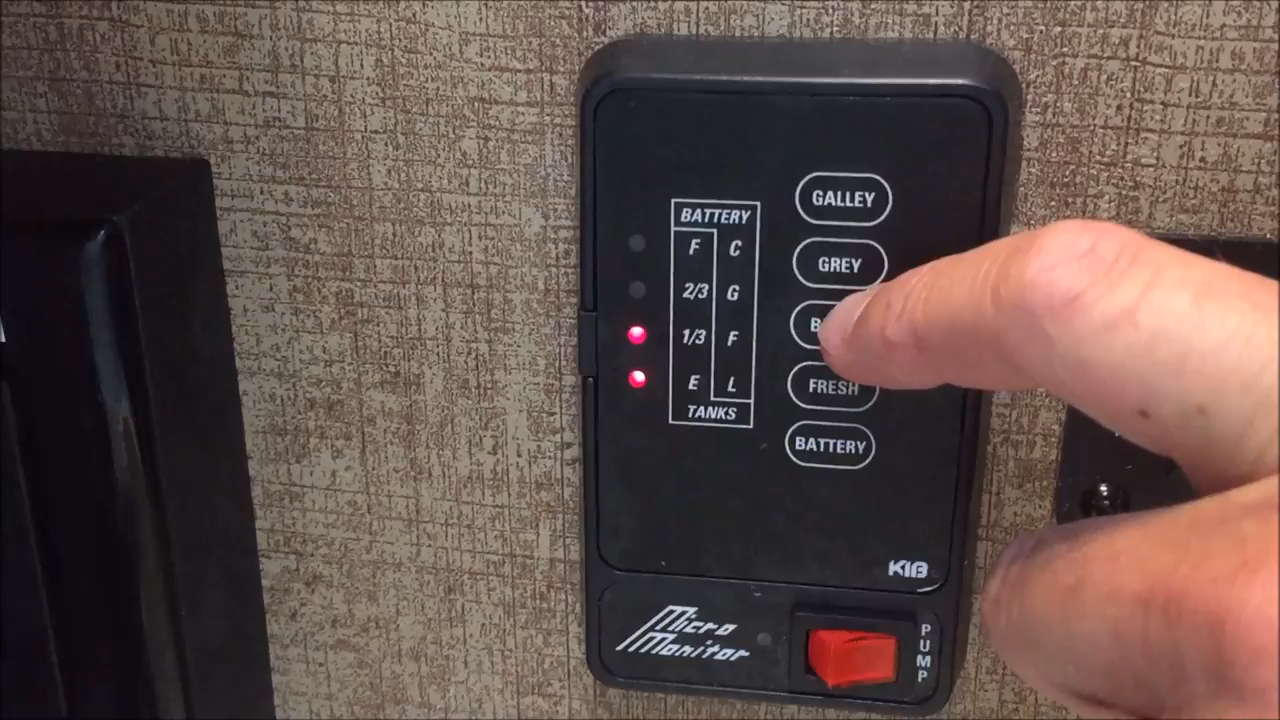 BATTERY
F C
2/3 G
1/3 F
E L
TANKS
GALLEY
GREY
FRESH
BATTERY
KIB
Micro
Monitor
PUMP